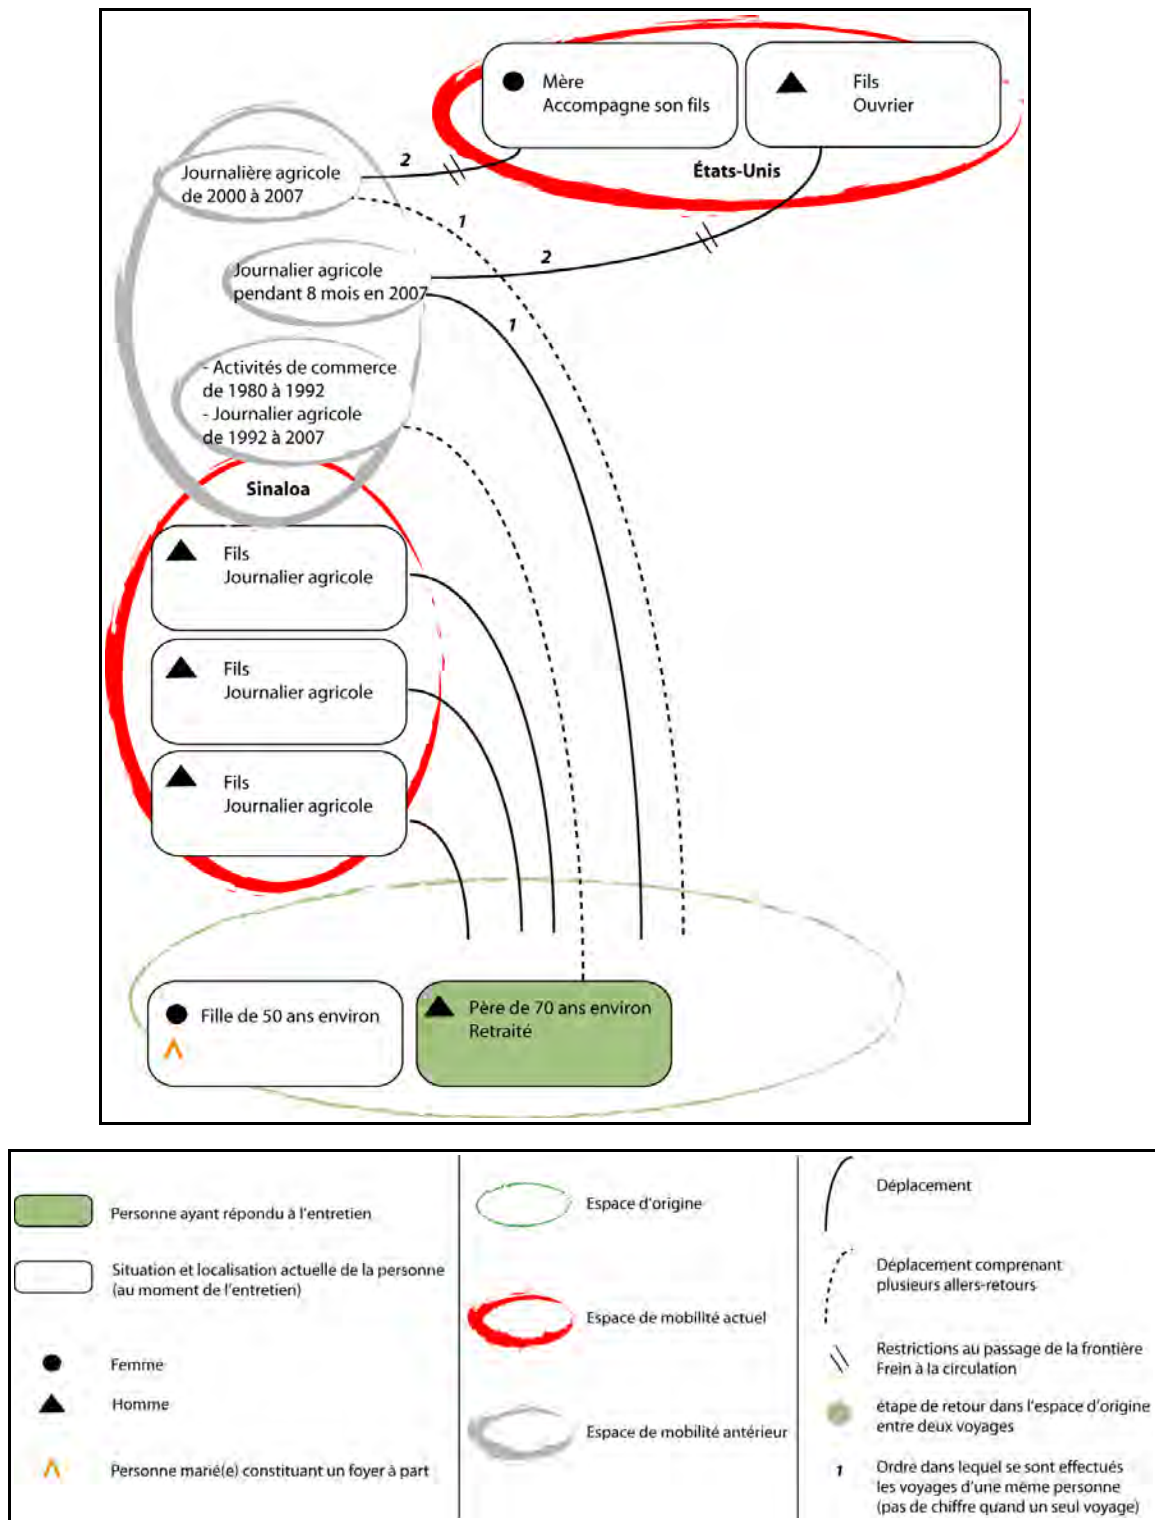 Mère
Accompagne son fils
Fils
Ouvrier
États-Unis
2
Journalière agricole
de 2000 à 2007
1
Journalier agricole
pendant 8 mois en 2007
2
1
- Activités de commerce
de 1980 à 1992
- Journalier agricole
de 1992 à 2007
Sinaloa
Fils
Journalier agricole
Fils
Journalier agricole
Fils
Journalier agricole
Fille de 50 ans environ
Père de 70 ans environ
Retraité
Personne ayant répondu à l'entretien
Situation et localisation actuelle de la personne
(au moment de l'entretien)
Femme
Homme
Personne marié(e) constituant un foyer à part
Espace d'origine
Espace de mobilité actuel
Espace de mobilité antérieur
Déplacement
Déplacement comprenant
plusieurs allers-retours
Restrictions au passage de la frontière
Frein à la circulation
étape de retour dans l'espace d'origine
entre deux voyages
1
Ordre dans lequel se sont effectués
les voyages d'une même personne
(pas de chiffre quand un seul voyage)